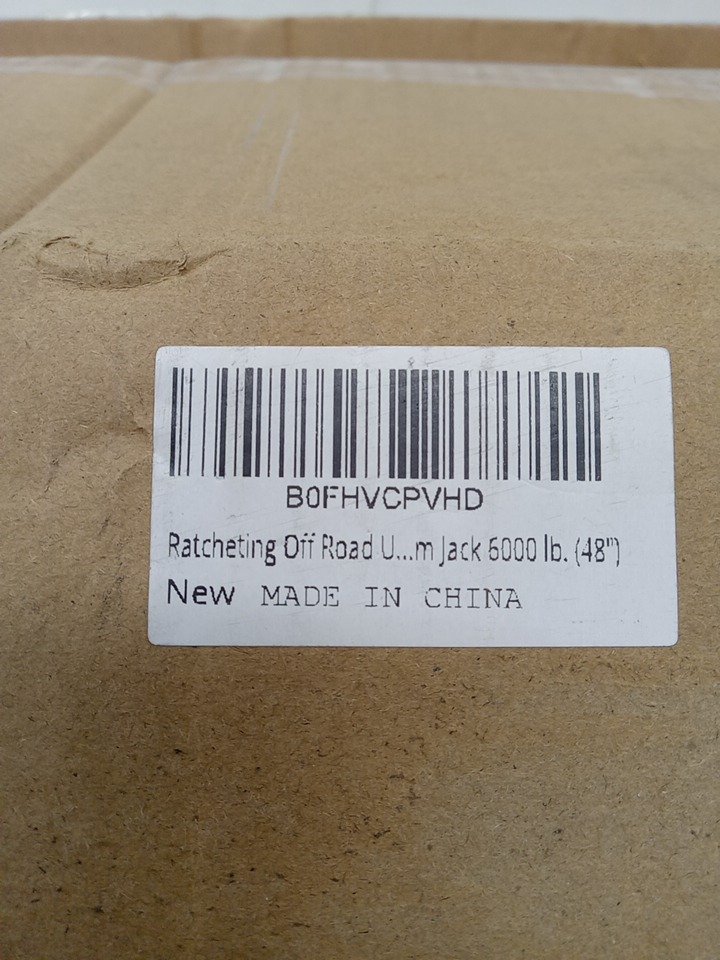 B0FHVCPVHD
Ratcheting Off Road U...m Jack 6000 lb. (48")
New MADE IN CHINA